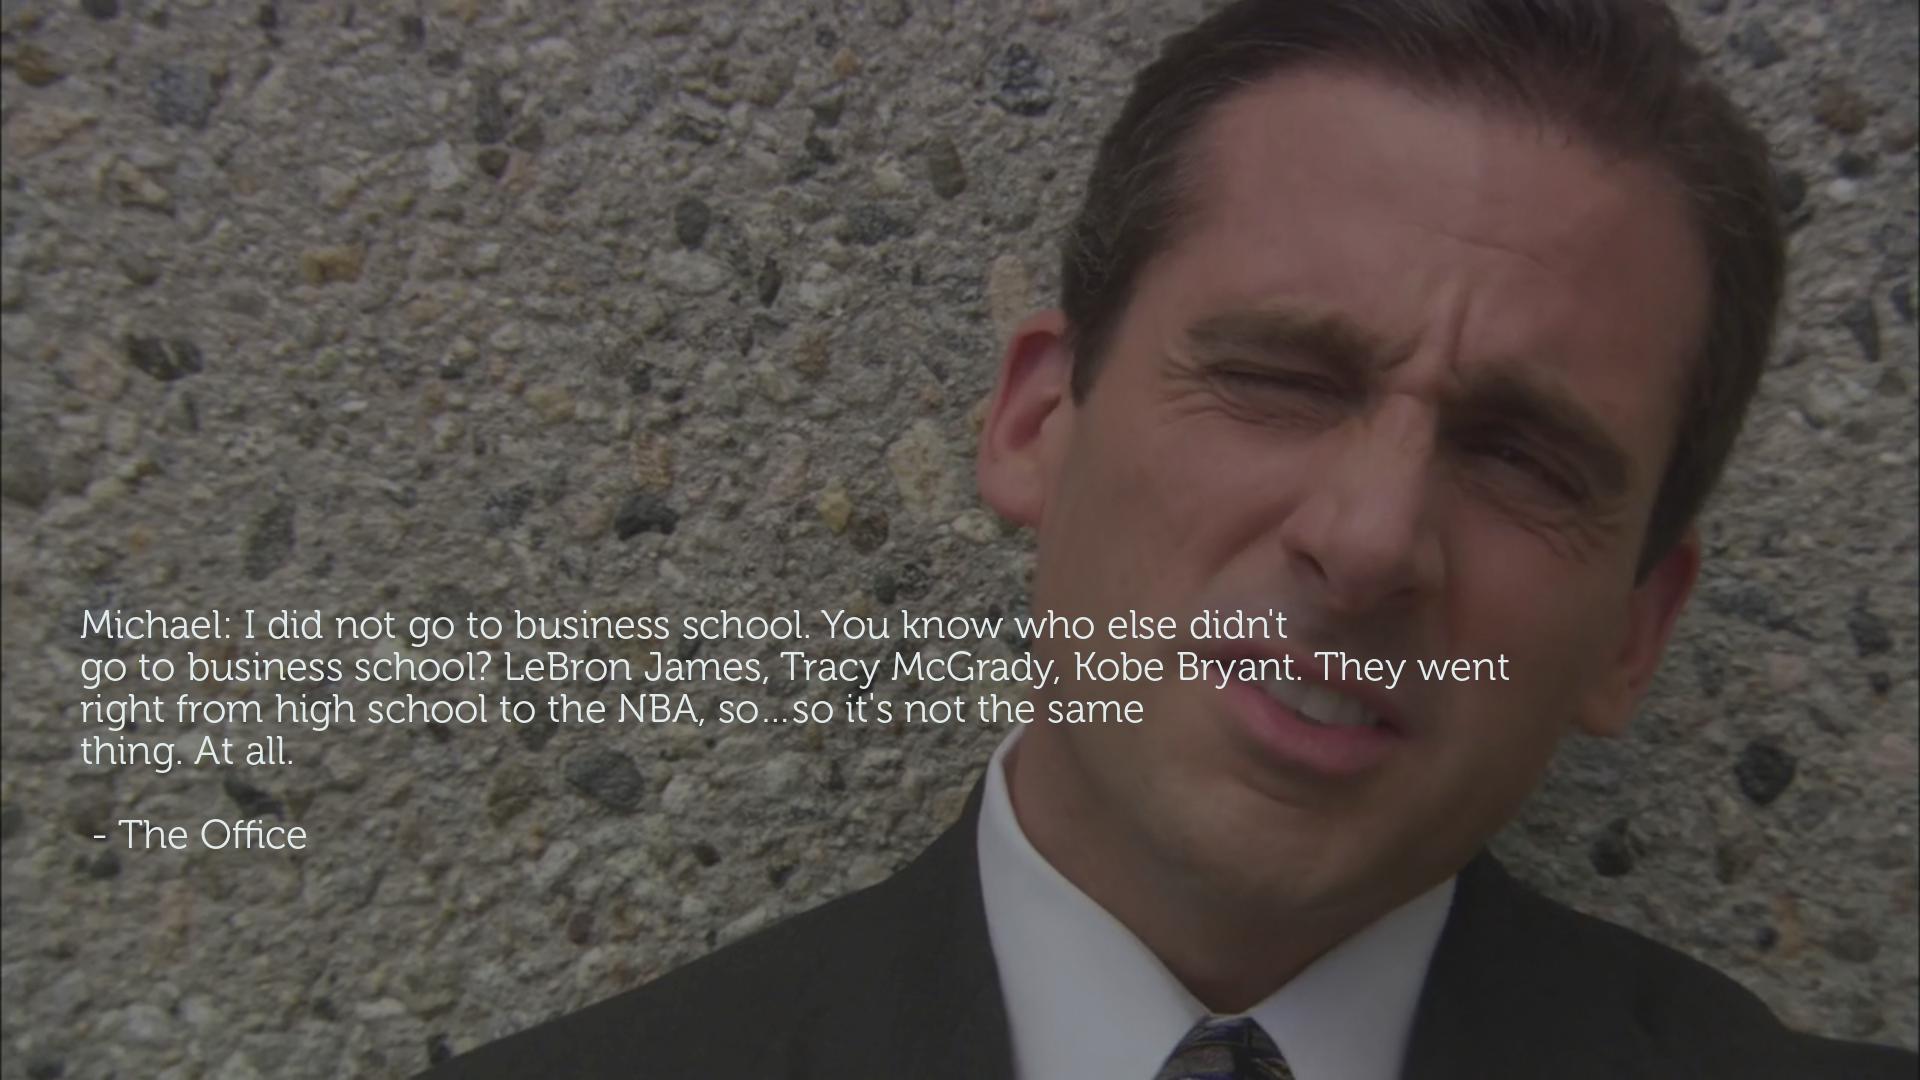 Michael: I did not go to business school. You know who else didn't
go to business school? LeBron James, Tracy McGrady, Kobe Bryant. They went
right from high school to the NBA, so...so it's not the same
thing. At all.
- The Office